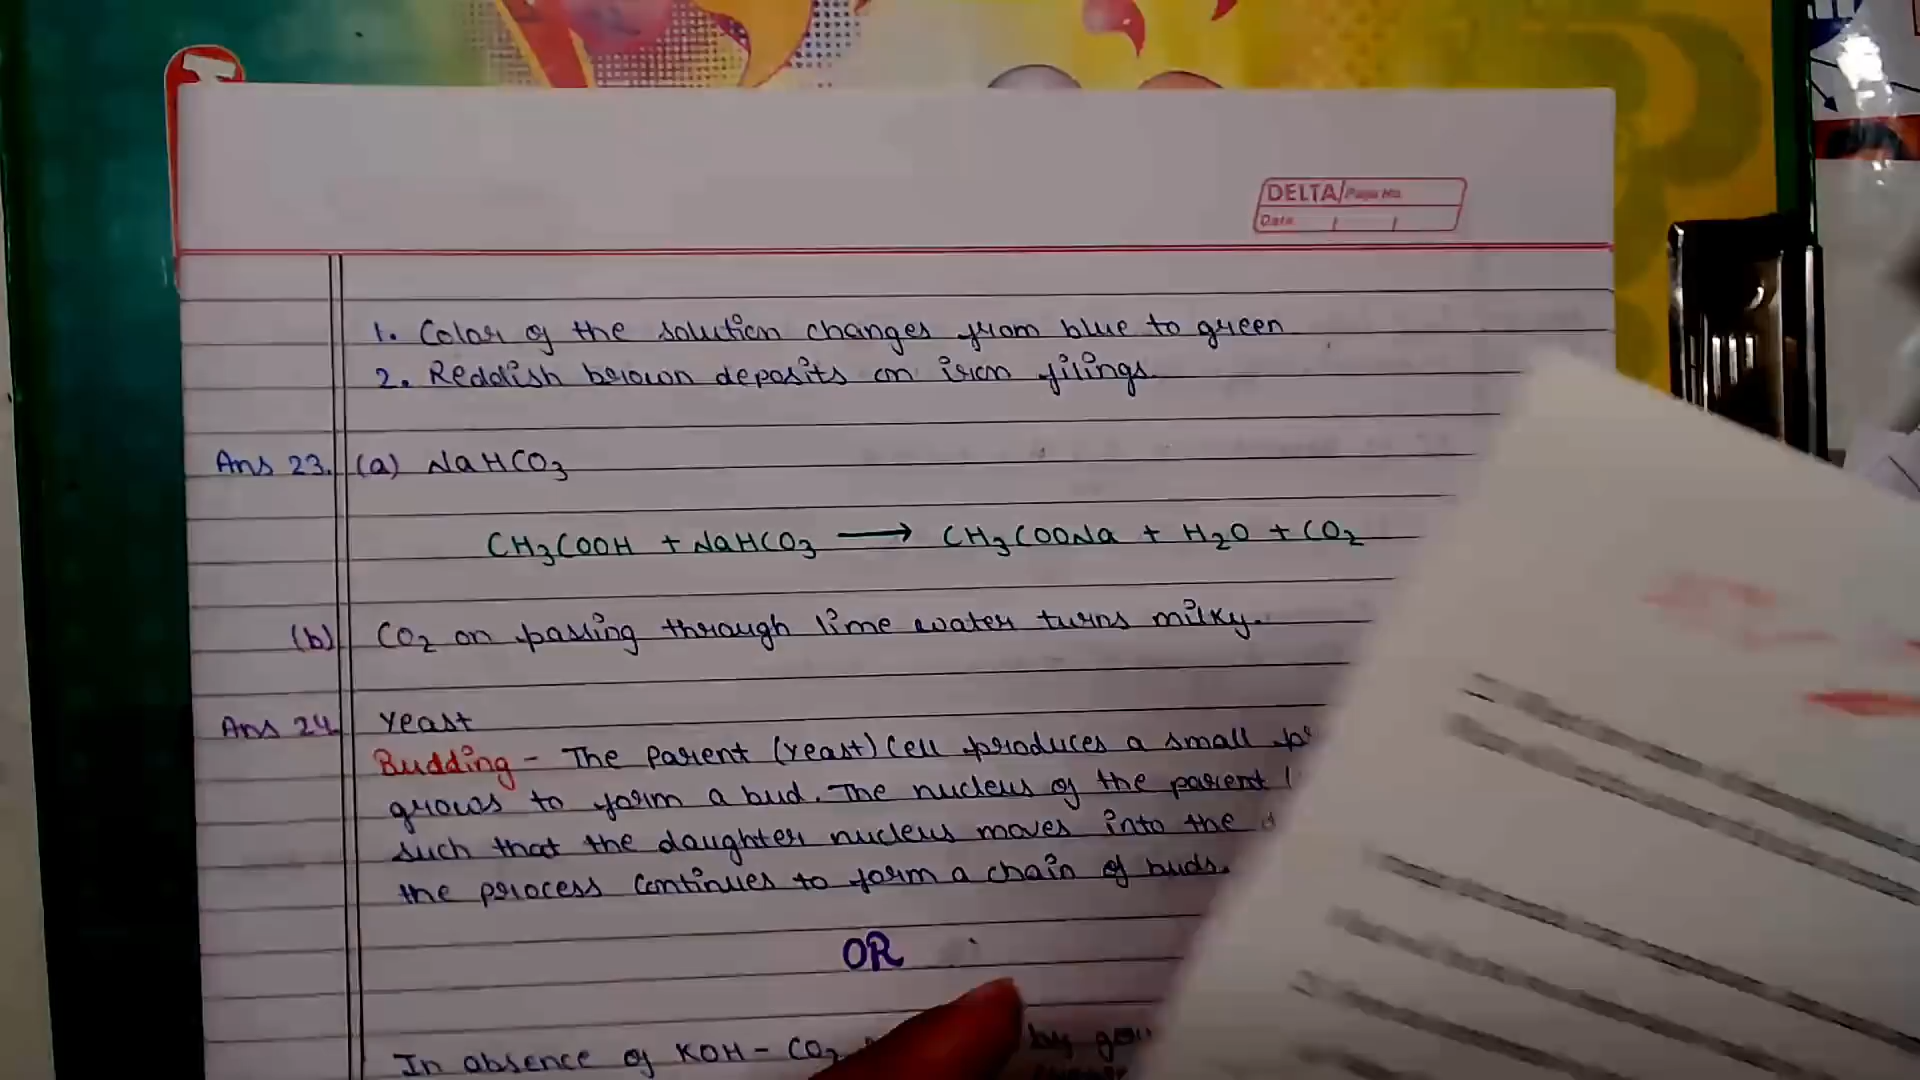 DELTA/Page No.
Date
1. Color of the solution changes from blue to green
2. Reddish brown deposits on iron filings.
Ans 23. (a) NaHCO3
CH3COOH + NaHCO3 ⟶ CH3COONa + H2O + CO2
(b) CO2 on passing through lime water turns milky.
Ans 24. Yeast
Budding - The Parent (Yeast) Cell produces a small
grows to form a bud. The nucleus of the parent
such that the daughter nucleus moves into the
the process continues to form a chain of buds.
OR
In absence of KOH - CO2 by